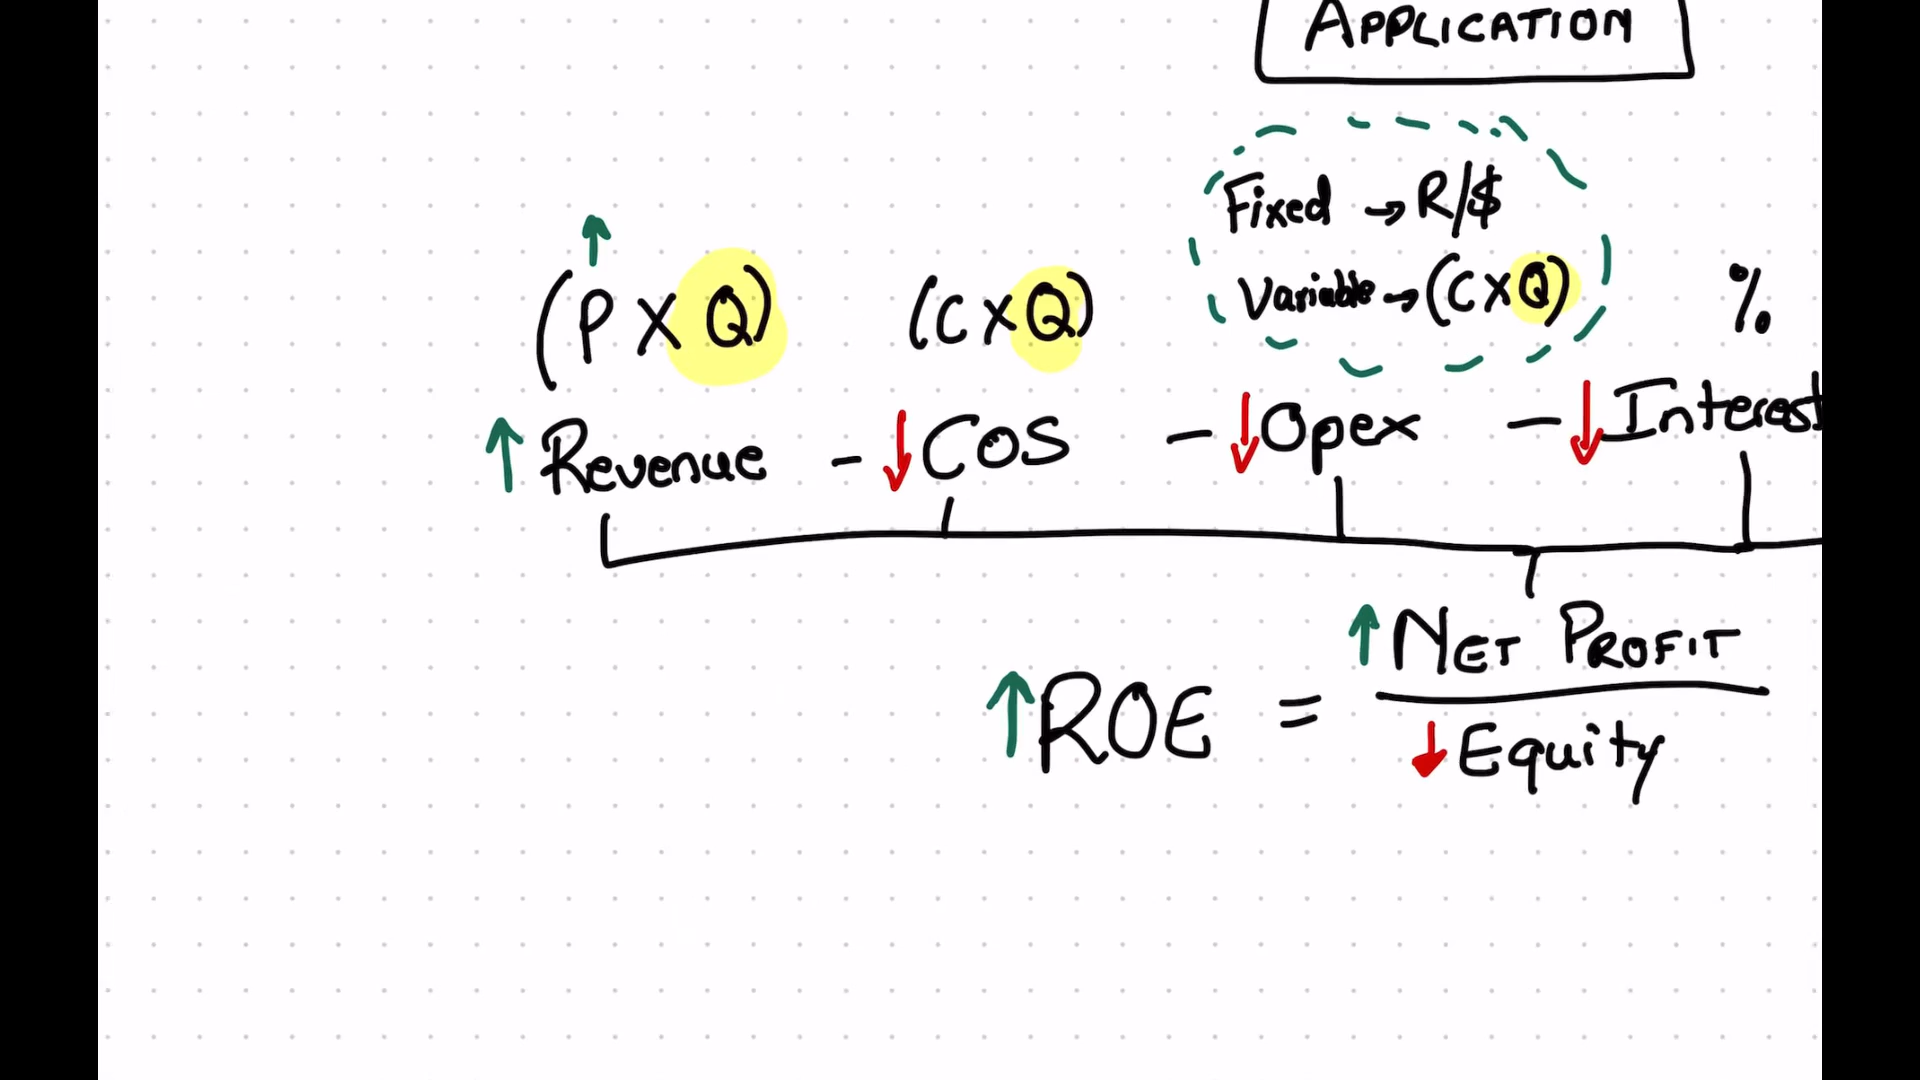 APPLICATION
Fixed → R/$
Variable → (C X Q)
(P X Q) (C X Q) %
↑ Revenue - ↓ COS - ↓ Opex - ↓ Interest
↑ NET PROFIT
↑ ROE =
↓ Equity